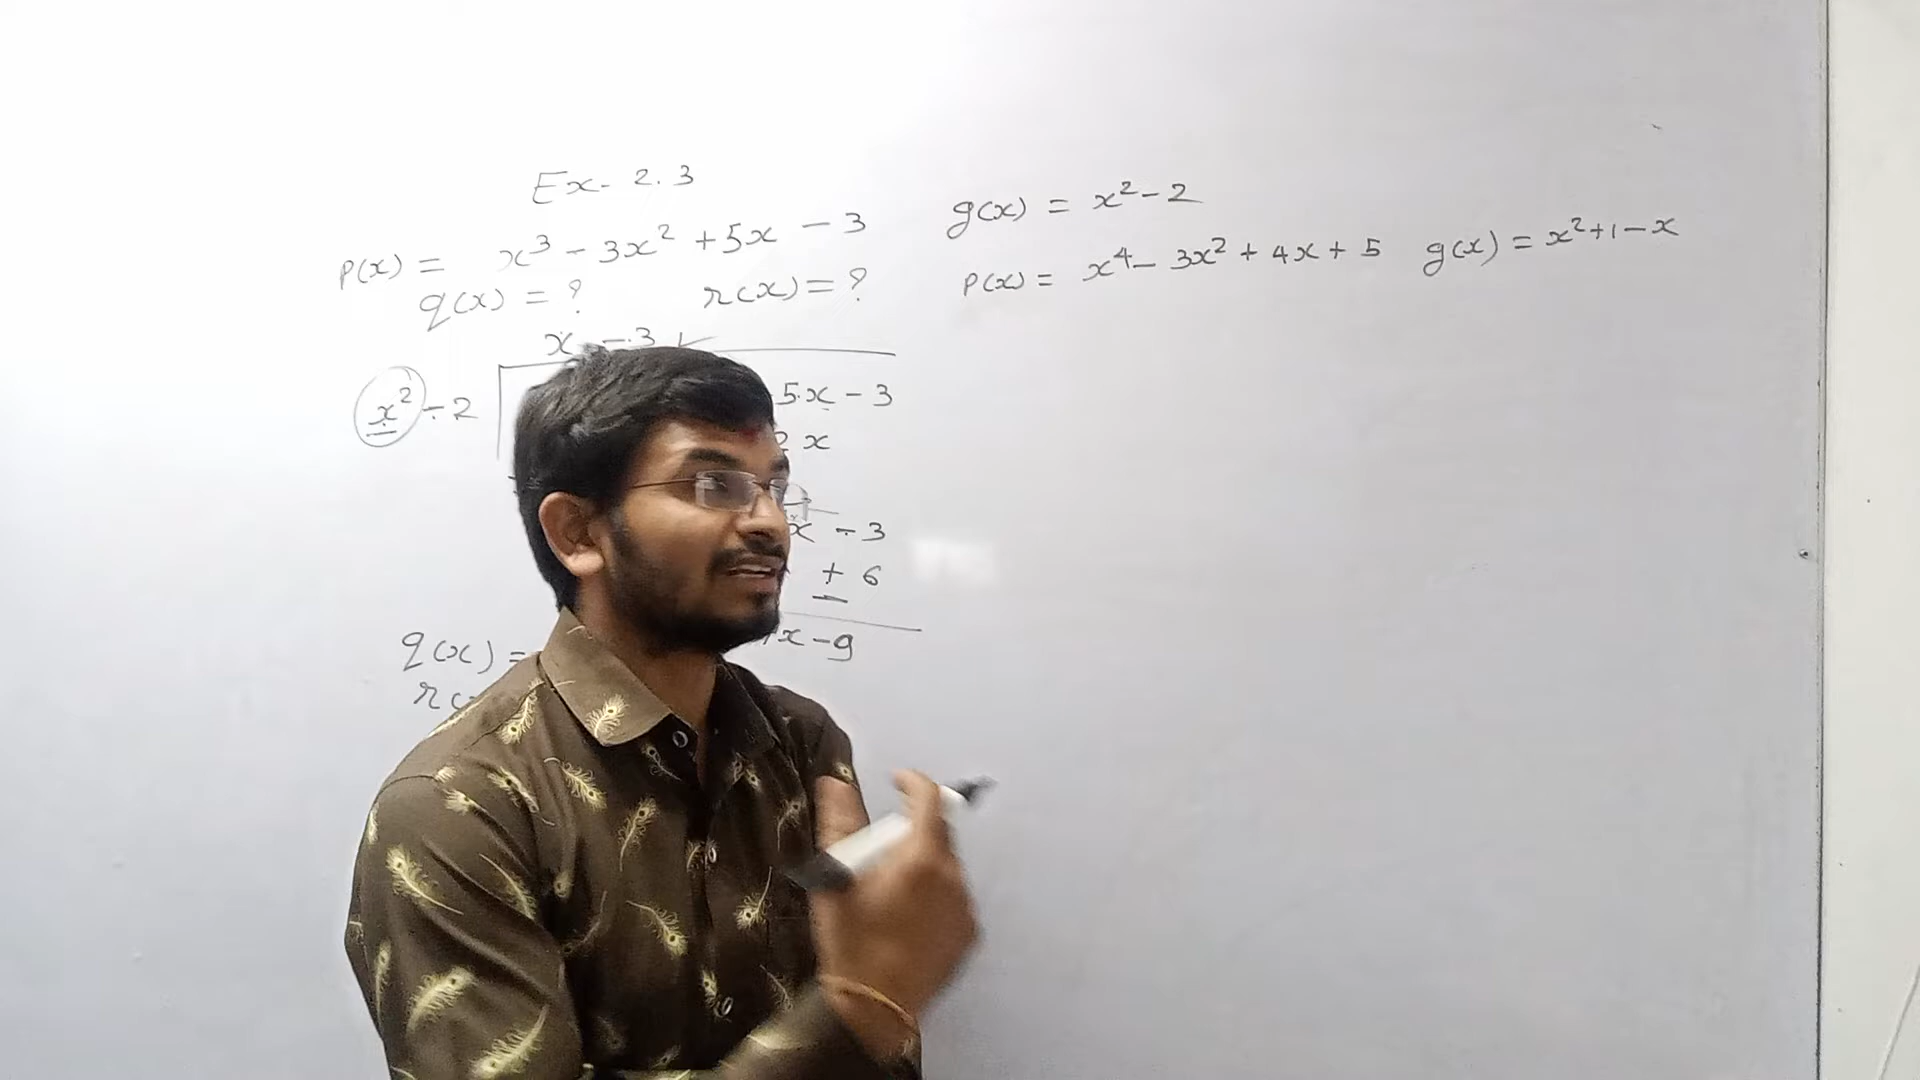 Ex- 2.3
p(x) = x³ - 3x² + 5x - 3
g(x) = x² - 2
q(x) = ? r(x) = ?
p(x) = x⁴ - 3x² + 4x + 5 g(x) = x² + 1 - x
x - 3
x² - 2
5x - 3
x
x - 3
+ 6
-
x - 9
q(x) =